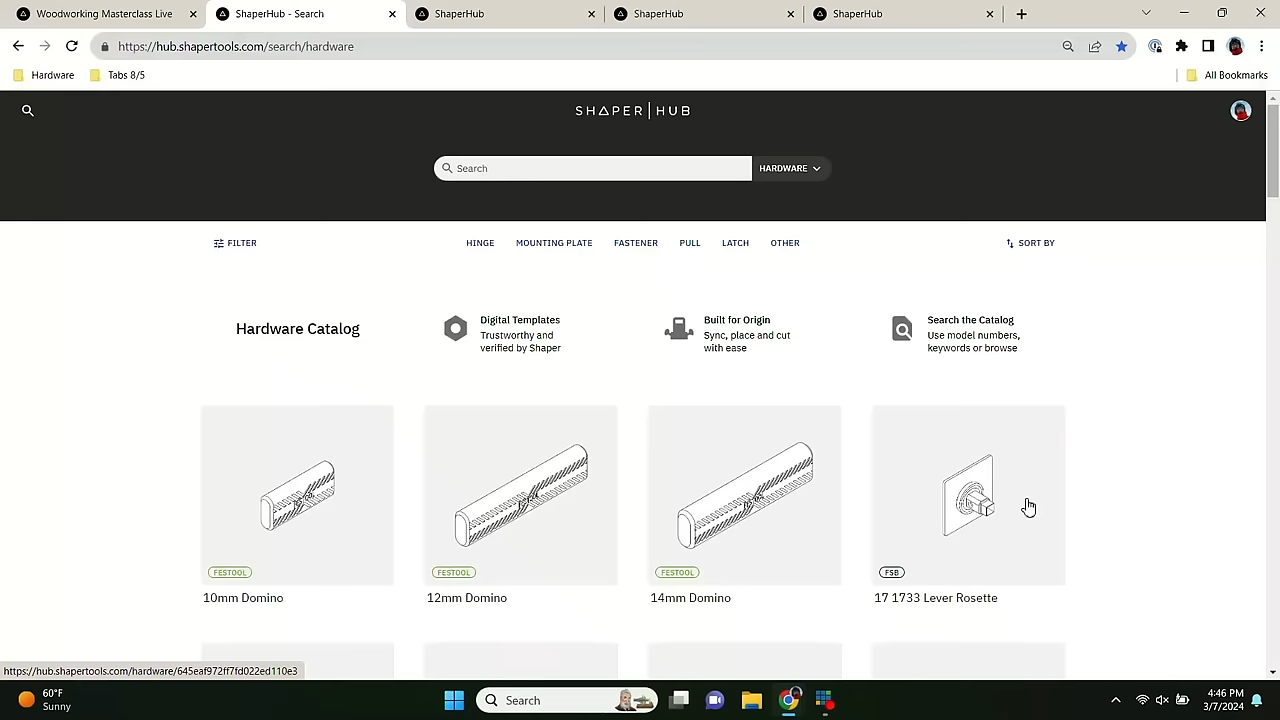 Woodworking Masterclass Live
ShaperHub - Search
ShaperHub
ShaperHub
ShaperHub
https://hub.shapertools.com/search/hardware
Hardware
Tabs 8/5
All Bookmarks
SHAPER|HUB
Search
HARDWARE
FILTER
HINGE
MOUNTING PLATE
FASTENER
PULL
LATCH
OTHER
SORT BY
Hardware Catalog
Digital Templates
Trustworthy and
verified by Shaper
Built for Origin
Sync, place and cut
with ease
Search the Catalog
Use model numbers,
keywords or browse
FESTOOL
FESTOOL
FESTOOL
FSB
10mm Domino
12mm Domino
14mm Domino
17 1733 Lever Rosette
https://hub.shapertools.com/hardware/645eaf972ff7fd022ed110e3
60°F
Sunny
Search
4:46 PM
3/7/2024